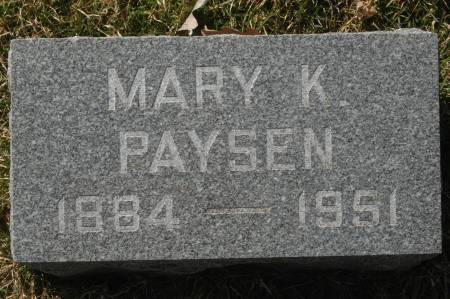 MARY K.
PAYSEN
1884 — 1951